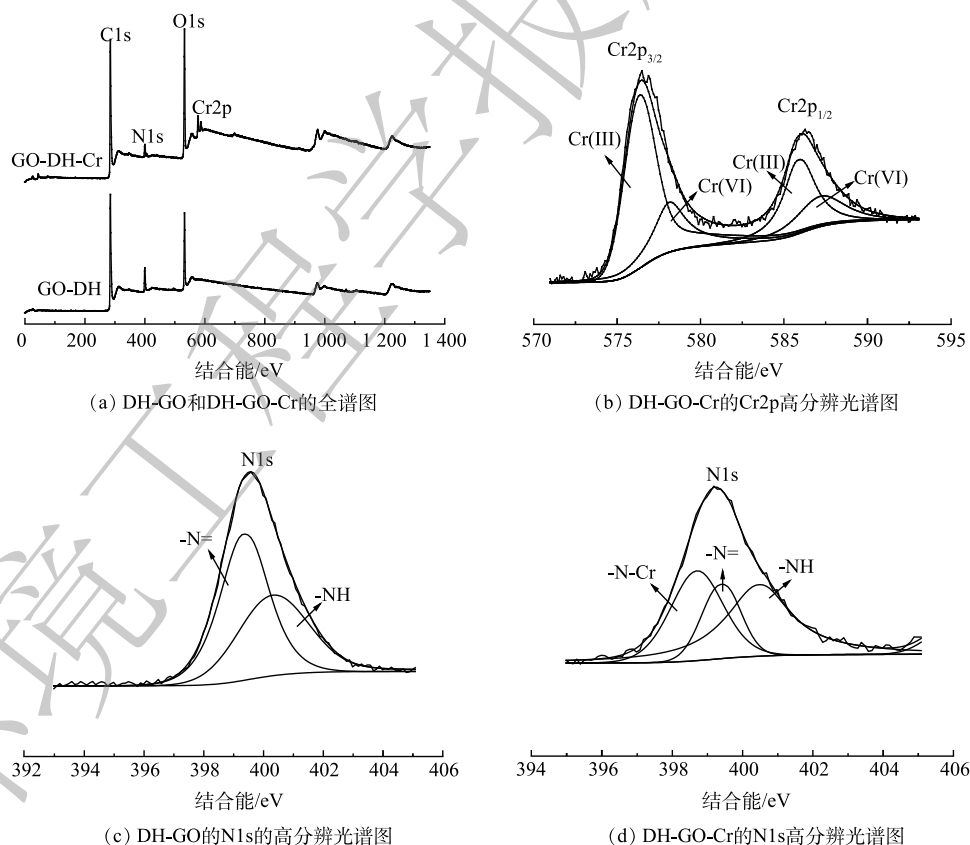 C1s
O1s
Cr2p
N1s
GO-DH-Cr
GO-DH
0 200 400 600 800 1 000 1 200 1 400
结合能/eV
(a) DH-GO和DH-GO-Cr的全谱图
Cr2p3/2
Cr2p1/2
Cr(III)
Cr(VI)
Cr(III)
Cr(VI)
570 575 580 585 590 595
结合能/eV
(b) DH-GO-Cr的Cr2p高分辨光谱图
N1s
-N=
-NH
392 394 396 398 400 402 404 406
结合能/eV
(c) DH-GO的N1s的高分辨光谱图
N1s
-N-Cr
-N=
-NH
394 396 398 400 402 404 406
结合能/eV
(d) DH-GO-Cr的N1s高分辨光谱图
境工程学报